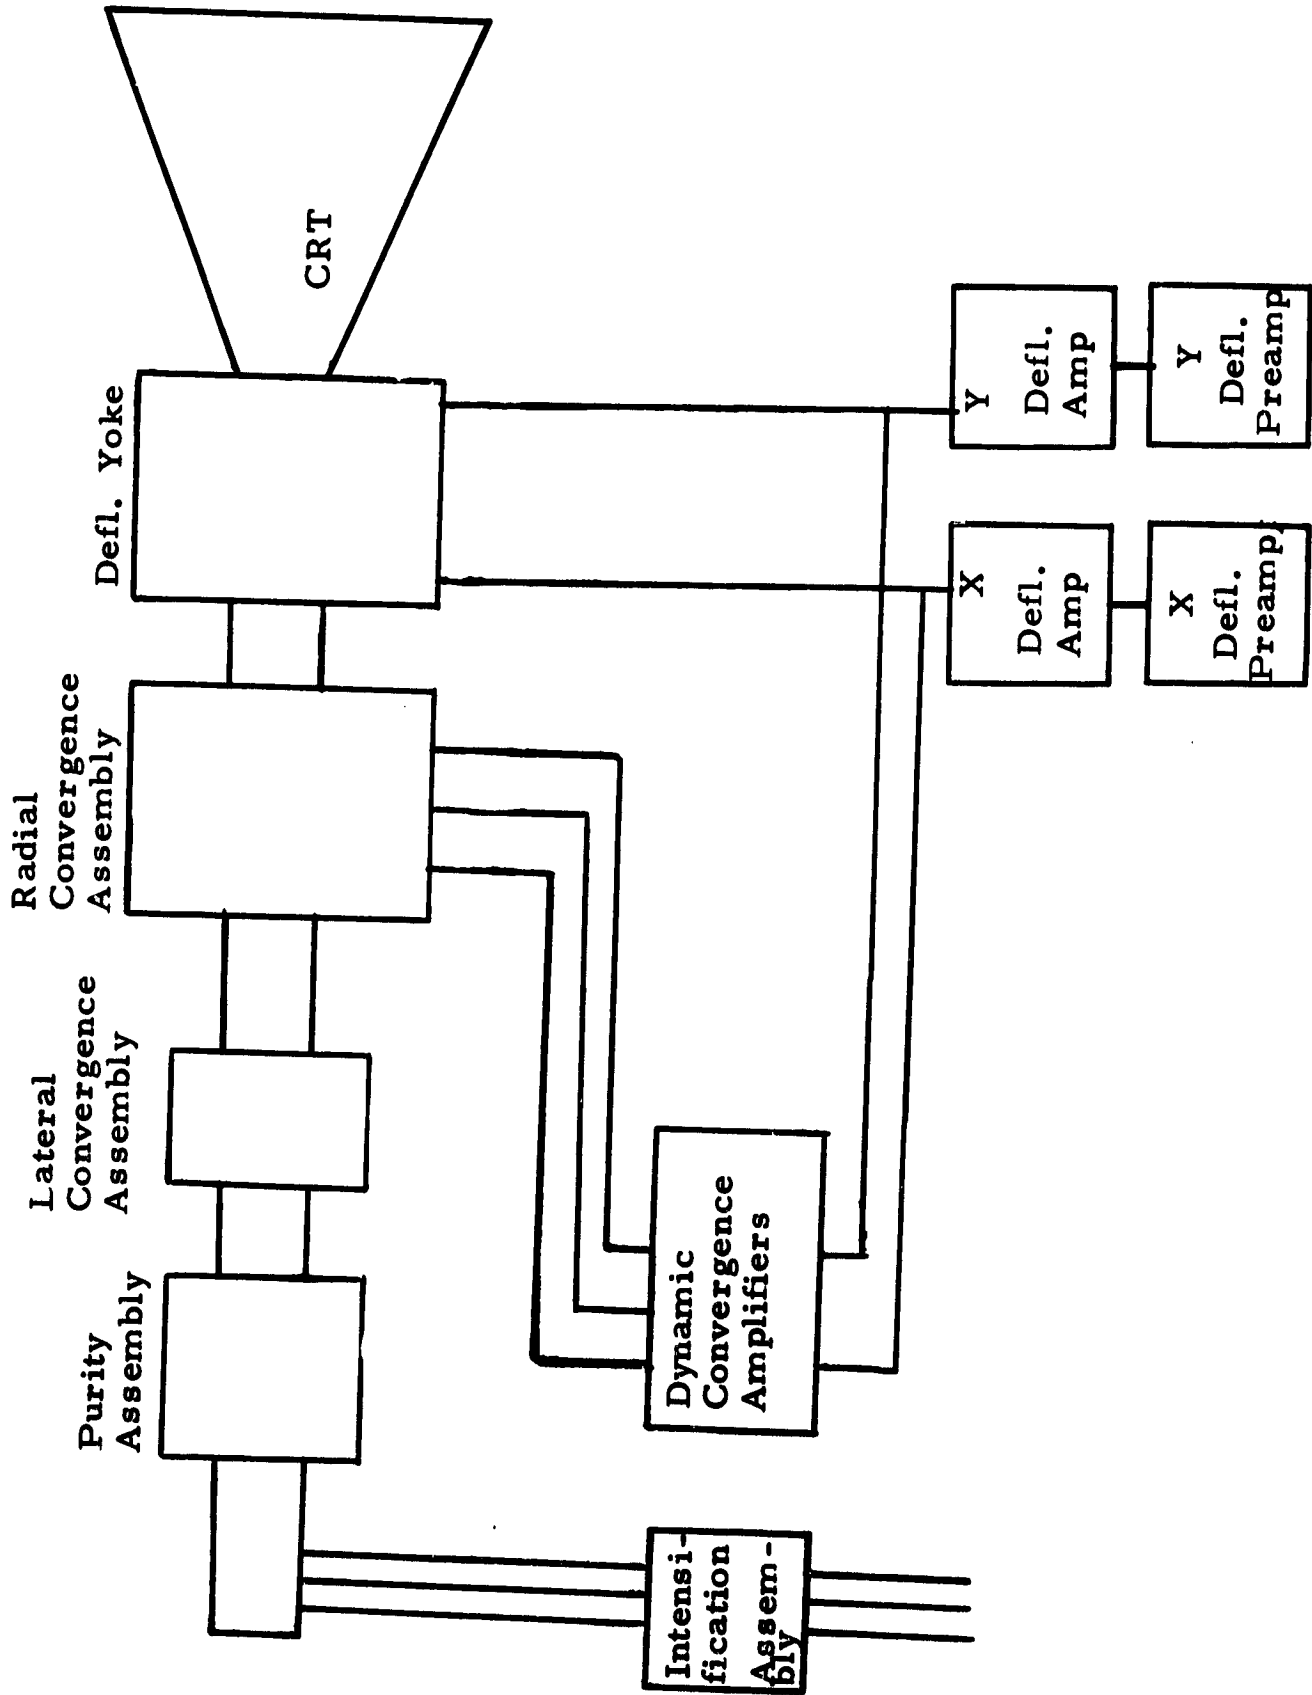 Purity
Assembly
Lateral
Convergence
Assembly
Radial
Convergence
Assembly
Defl. Yoke
CRT
Intensi-
fication
Assem-
bly
Dynamic
Convergence
Amplifiers
X
Defl.
Amp
X
Defl.
Preamp
Y
Defl.
Amp
Y
Defl.
Preamp